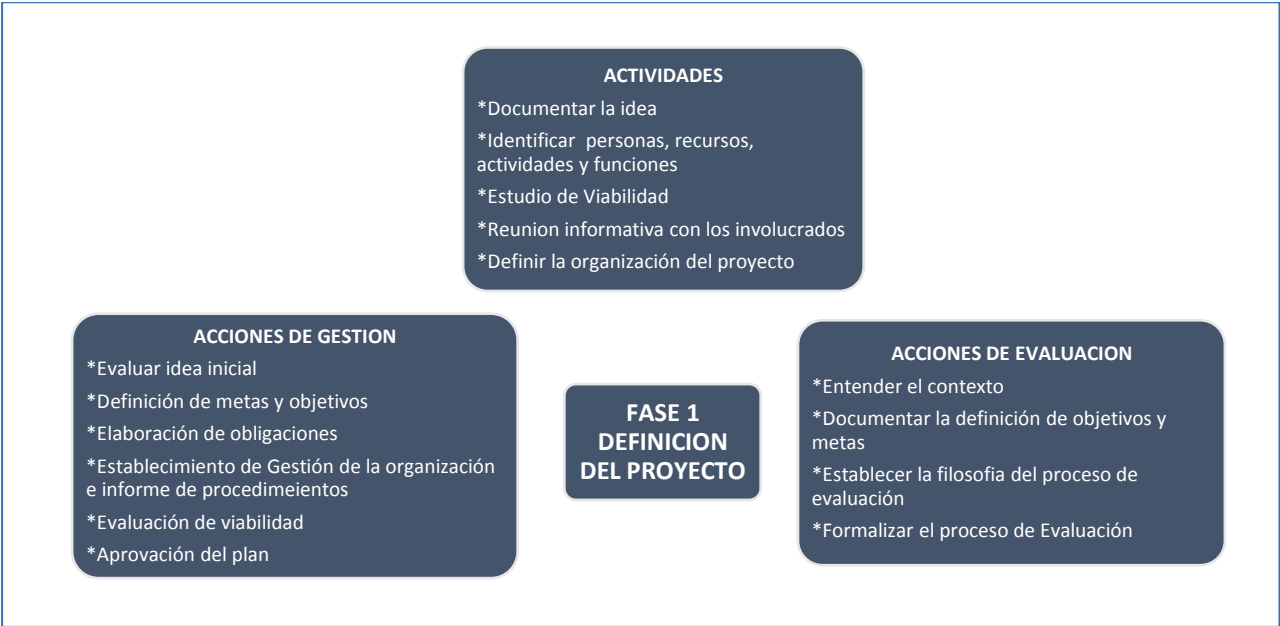 ACTIVIDADES
*Documentar la idea
*Identificar  personas, recursos,
actividades y funciones
*Estudio de Viabilidad
*Reunion informativa con los involucrados
*Definir la organización del proyecto
ACCIONES DE GESTION
*Evaluar idea inicial
*Definición de metas y objetivos
*Elaboración de obligaciones
*Establecimiento de Gestión de la organización
e informe de procedimeientos
*Evaluación de viabilidad
*Aprovación del plan
FASE 1
DEFINICION
DEL PROYECTO
ACCIONES DE EVALUACION
*Entender el contexto
*Documentar la definición de objetivos y
metas
*Establecer la filosofia del proceso de
evaluación
*Formalizar el proceso de Evaluación